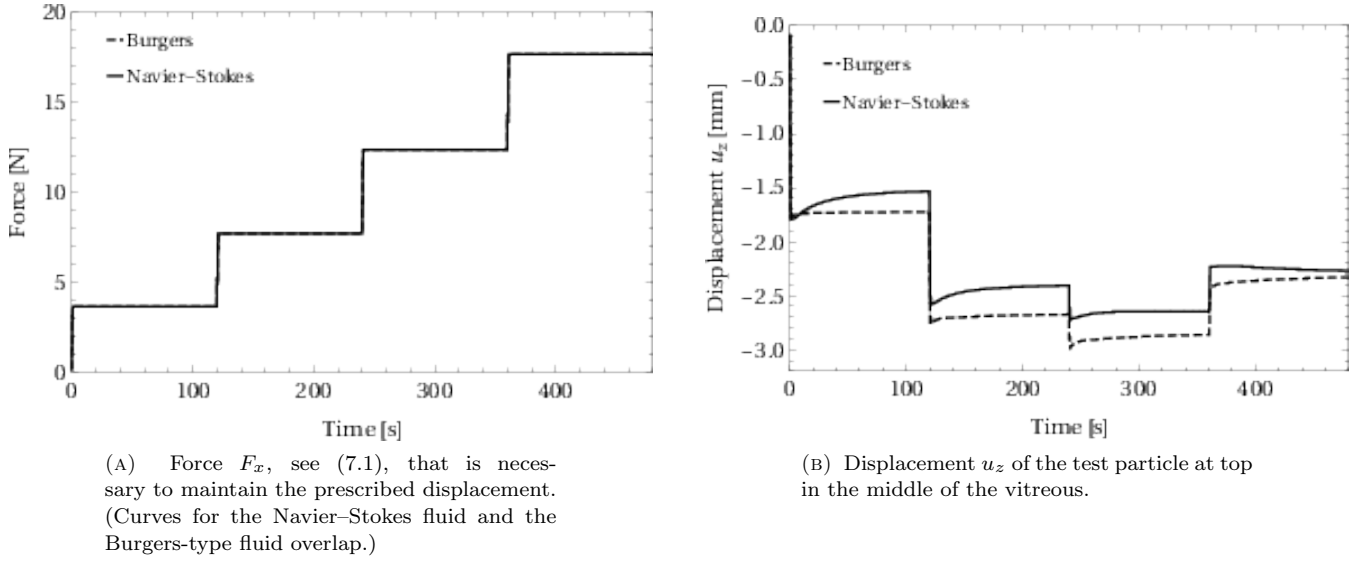 20
15
10
5
0
0
100
200
300
400
Force [N]
Time [s]
Burgers
Navier–Stokes
(A) Force F_x, see (7.1), that is neces-
sary to maintain the prescribed displacement.
(Curves for the Navier–Stokes fluid and the
Burgers-type fluid overlap.)
0.0
−0.5
−1.0
−1.5
−2.0
−2.5
−3.0
0
100
200
300
400
Displacement u_z [mm]
Time [s]
Burgers
Navier–Stokes
(B) Displacement u_z of the test particle at top
in the middle of the vitreous.